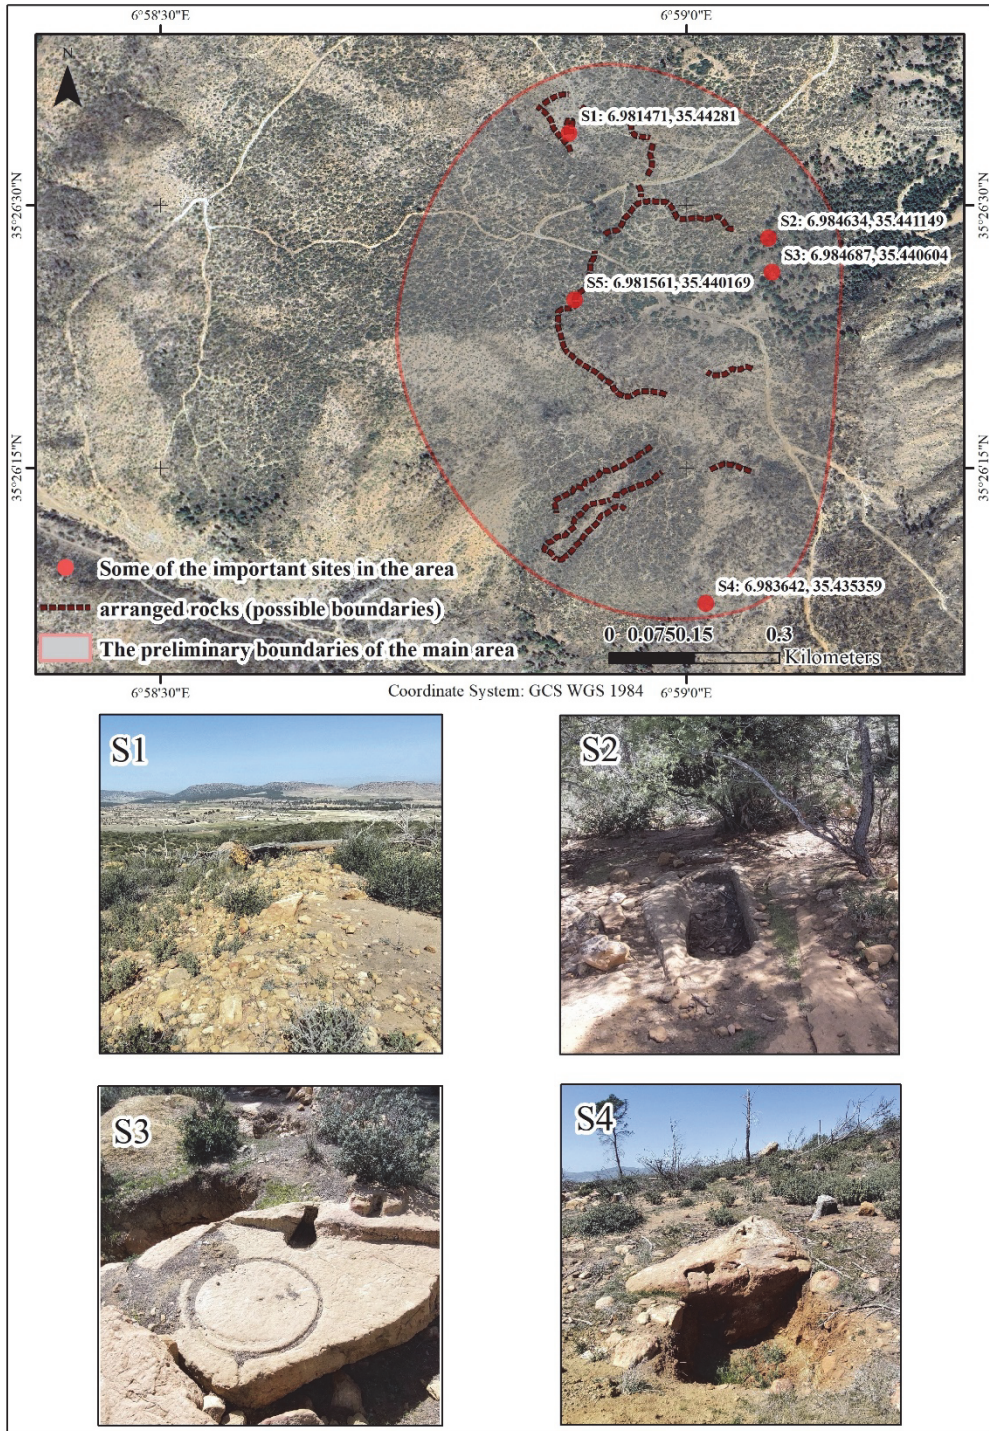 6°58'30"E
6°59'0"E
N
S1: 6.981471, 35.44281
35°26'30"N
35°26'30"N
S2: 6.984634, 35.441149
S3: 6.984687, 35.440604
S5: 6.981561, 35.440169
35°26'15"N
35°26'15"N
Some of the important sites in the area
S4: 6.983642, 35.435359
arranged rocks (possible boundaries)
0 0.0750.15 0.3
The preliminary boundaries of the main area
Kilometers
6°58'30"E
Coordinate System: GCS WGS 1984
6°59'0"E
S1
S2
S3
S4